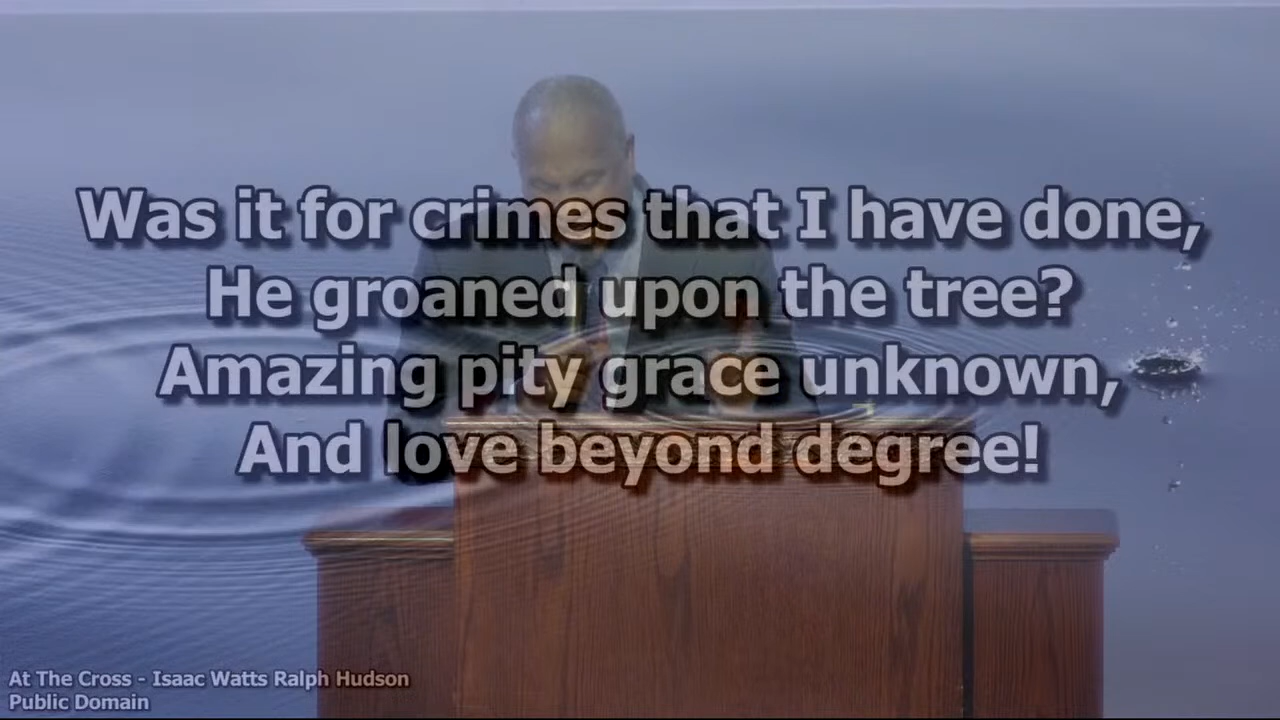 Was it for crimes that I have done,
He groaned upon the tree?
Amazing pity grace unknown,
And love beyond degree!
At The Cross - Isaac Watts Ralph Hudson
Public Domain